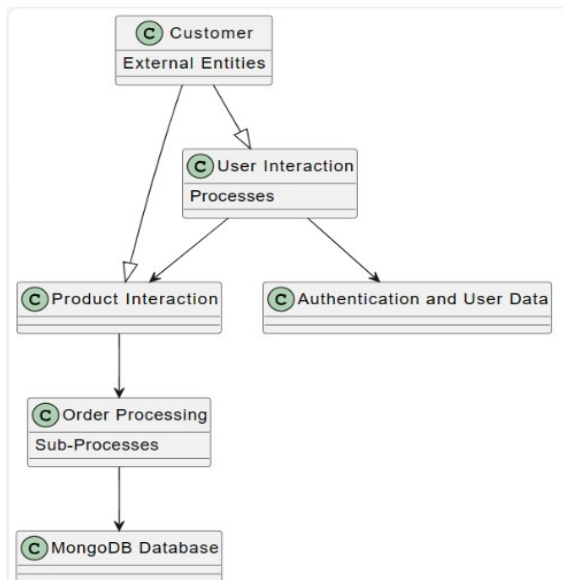 C Customer
External Entities
C User Interaction
Processes
C Product Interaction
C Authentication and User Data
C Order Processing
Sub-Processes
C MongoDB Database